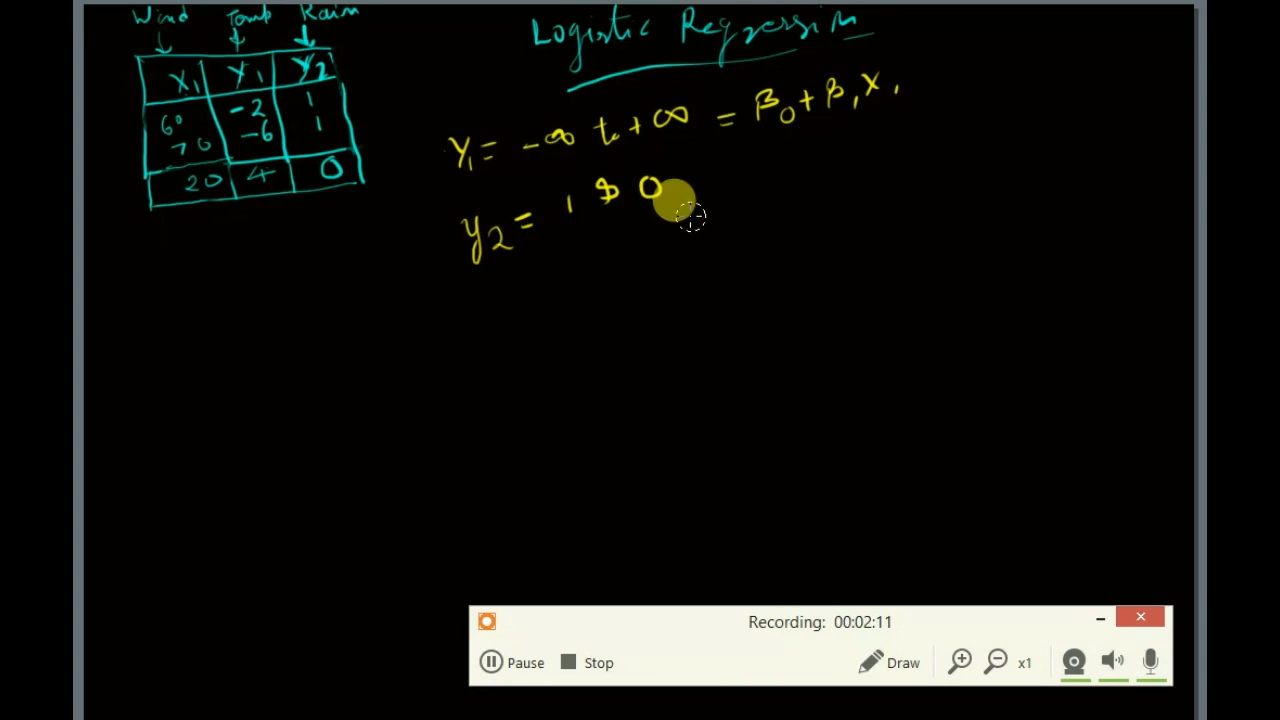 Wind Temp Rain
Logistic Regression
X1 Y1 Y2
60 -2 1
70 -6 1
20 4 0
Y1 = -∞ to +∞ = β0 + β1X1
y2 = 1 & 0
Recording: 00:02:11
Pause Stop Draw x1